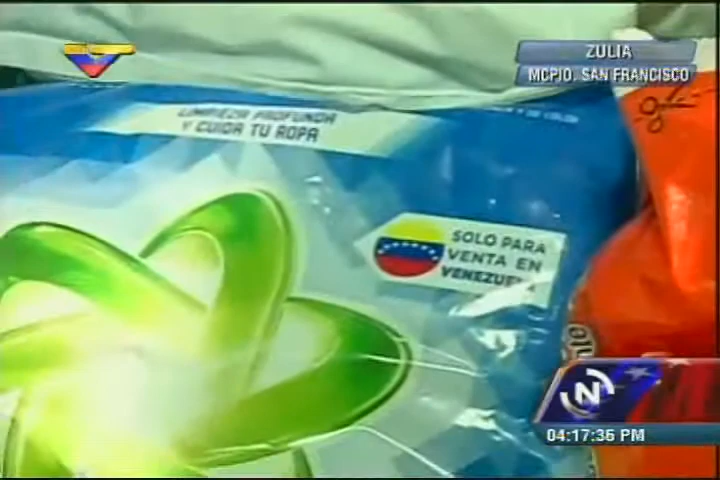 ZULIA
MCPIO. SAN FRANCISCO
LIMPIEZA PROFUNDA
Y CUIDA TU ROPA
SOLO PARA
VENTA EN
VENEZUELA
N
04:17:36 PM